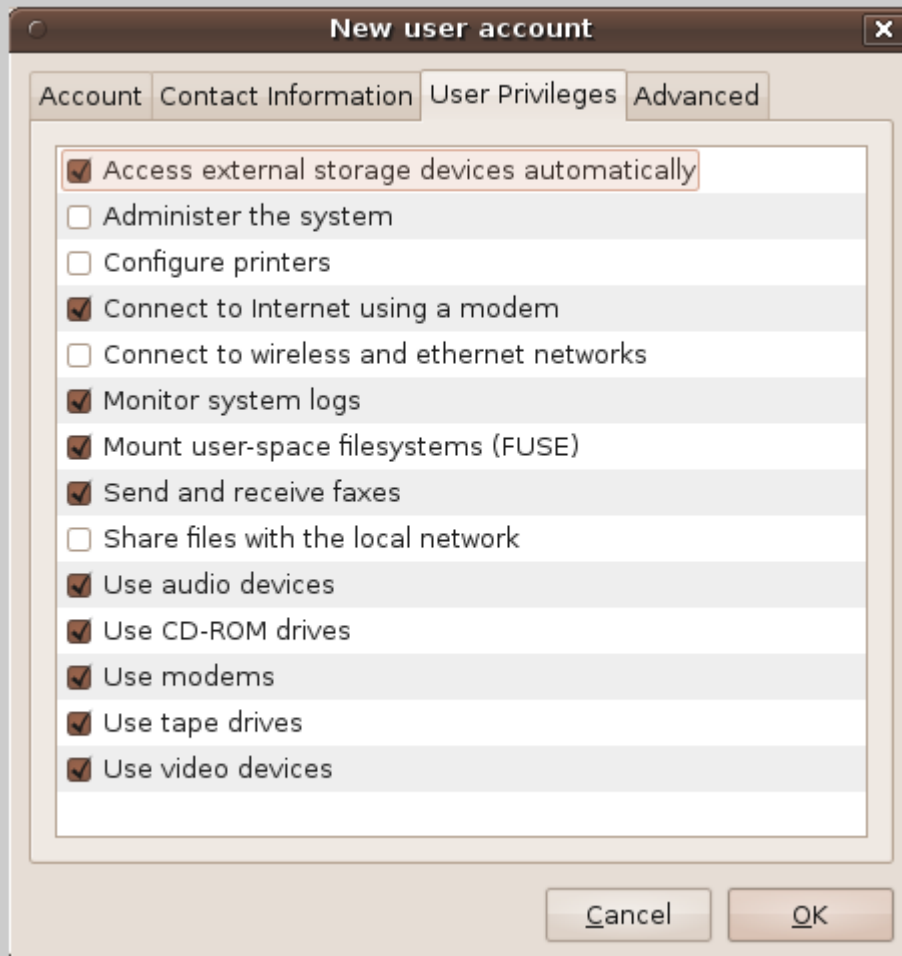 New user account
Account Contact Information User Privileges Advanced
Access external storage devices automatically
Administer the system
Configure printers
Connect to Internet using a modem
Connect to wireless and ethernet networks
Monitor system logs
Mount user-space filesystems (FUSE)
Send and receive faxes
Share files with the local network
Use audio devices
Use CD-ROM drives
Use modems
Use tape drives
Use video devices
Cancel OK